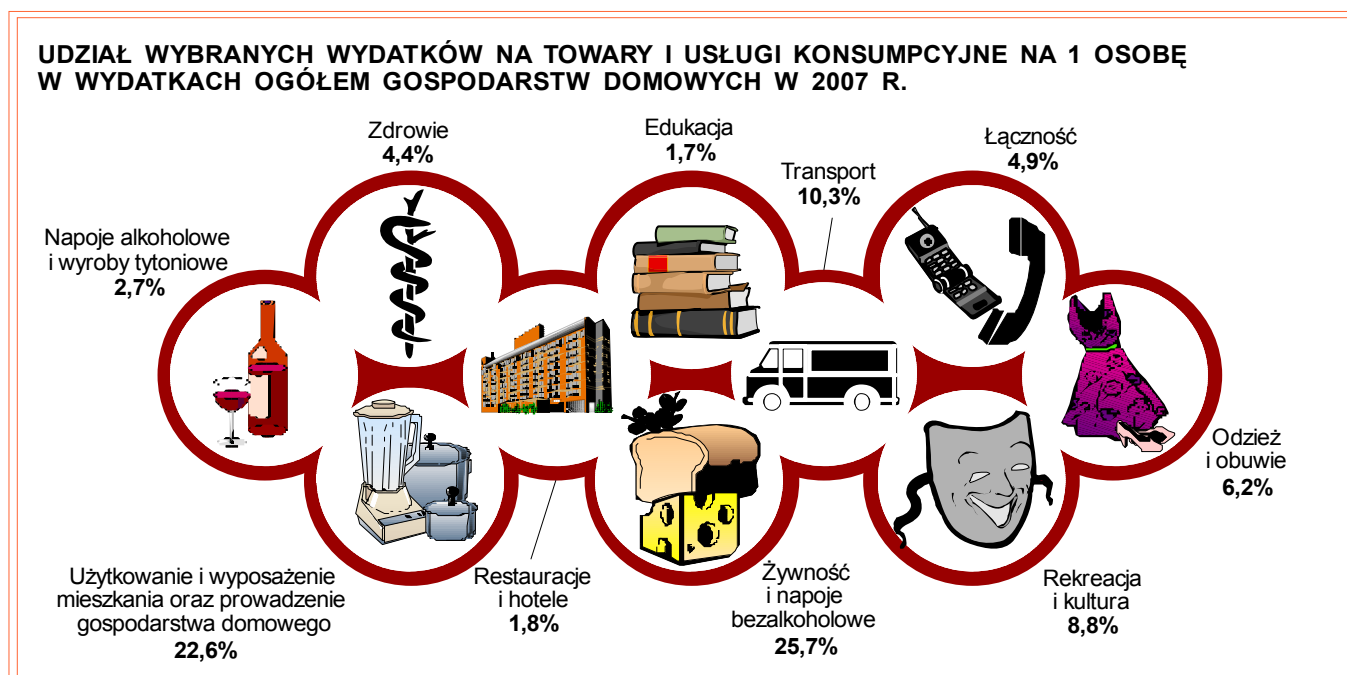 UDZIAŁ WYBRANYCH WYDATKÓW NA TOWARY I USŁUGI KONSUMPCYJNE NA 1 OSOBĘ
W WYDATKACH OGÓŁEM GOSPODARSTW DOMOWYCH W 2007 R.
Zdrowie
4,4%
Edukacja
1,7%
Łączność
4,9%
Transport
10,3%
Napoje alkoholowe
i wyroby tytoniowe
2,7%
Odzież
i obuwie
6,2%
Użytkowanie i wyposażenie
mieszkania oraz prowadzenie
gospodarstwa domowego
22,6%
Restauracje
i hotele
1,8%
Żywność
i napoje
bezalkoholowe
25,7%
Rekreacja
i kultura
8,8%